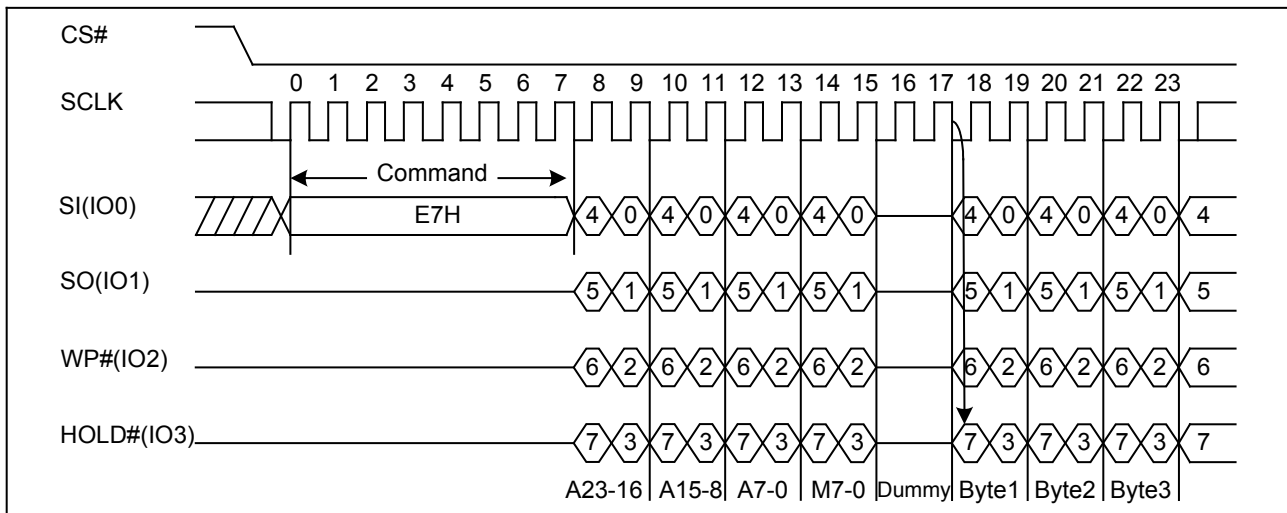 CS#
0 1 2 3 4 5 6 7 8 9 10 11 12 13 14 15 16 17 18 19 20 21 22 23
SCLK
Command
SI(IO0) E7H 4 0 4 0 4 0 4 0 4 0 4 0 4 0 4
SO(IO1) 5 1 5 1 5 1 5 1 5 1 5 1 5 1 5
WP#(IO2) 6 2 6 2 6 2 6 2 6 2 6 2 6 2 6
HOLD#(IO3) 7 3 7 3 7 3 7 3 7 3 7 3 7 3 7
A23-16 A15-8 A7-0 M7-0 Dummy Byte1 Byte2 Byte3